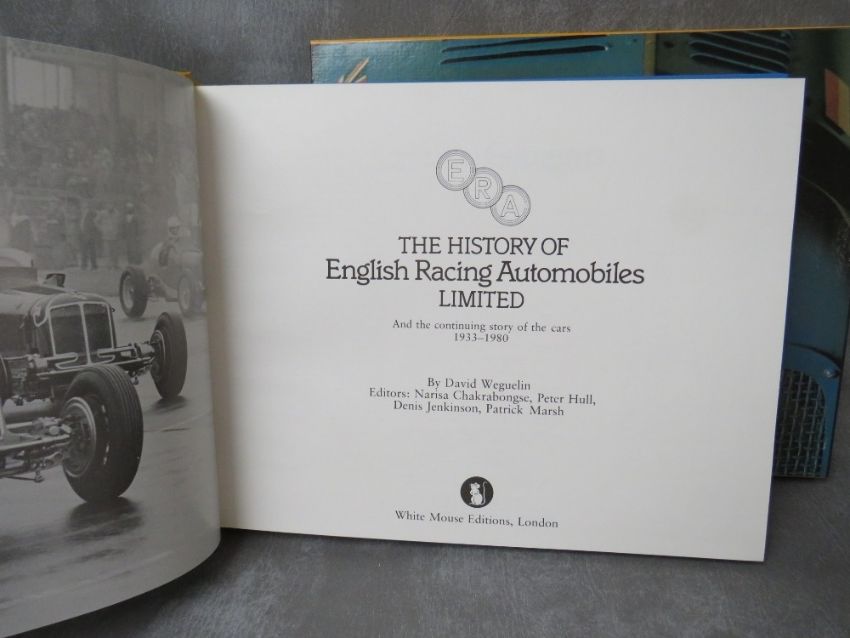 E R A
THE HISTORY OF
English Racing Automobiles
LIMITED
And the continuing story of the cars
1933–1980
By David Weguelin
Editors: Narisa Chakrabongse, Peter Hull,
Denis Jenkinson, Patrick Marsh
White Mouse Editions, London